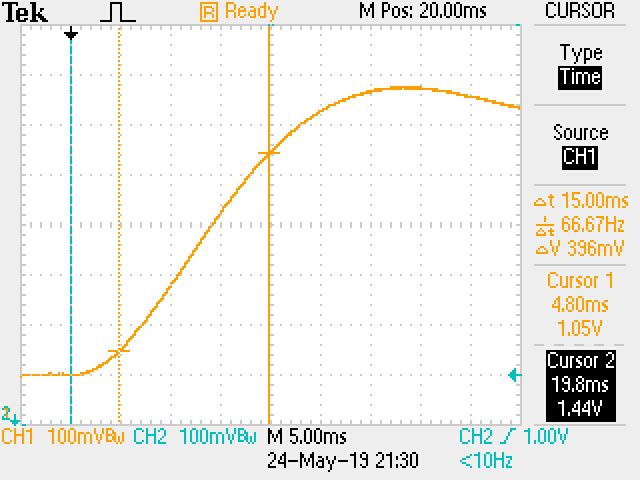 Tek R Ready M Pos: 20.00ms CURSOR
Type
Time
Source
CH1
Δt 15.00ms
1/Δt 66.67Hz
ΔV 396mV
Cursor 1
4.80ms
1.05V
Cursor 2
19.8ms
1.44V
2
CH1 100mVBw CH2 100mVBw M 5.00ms CH2 1.00V
24-May-19 21:30 <10Hz